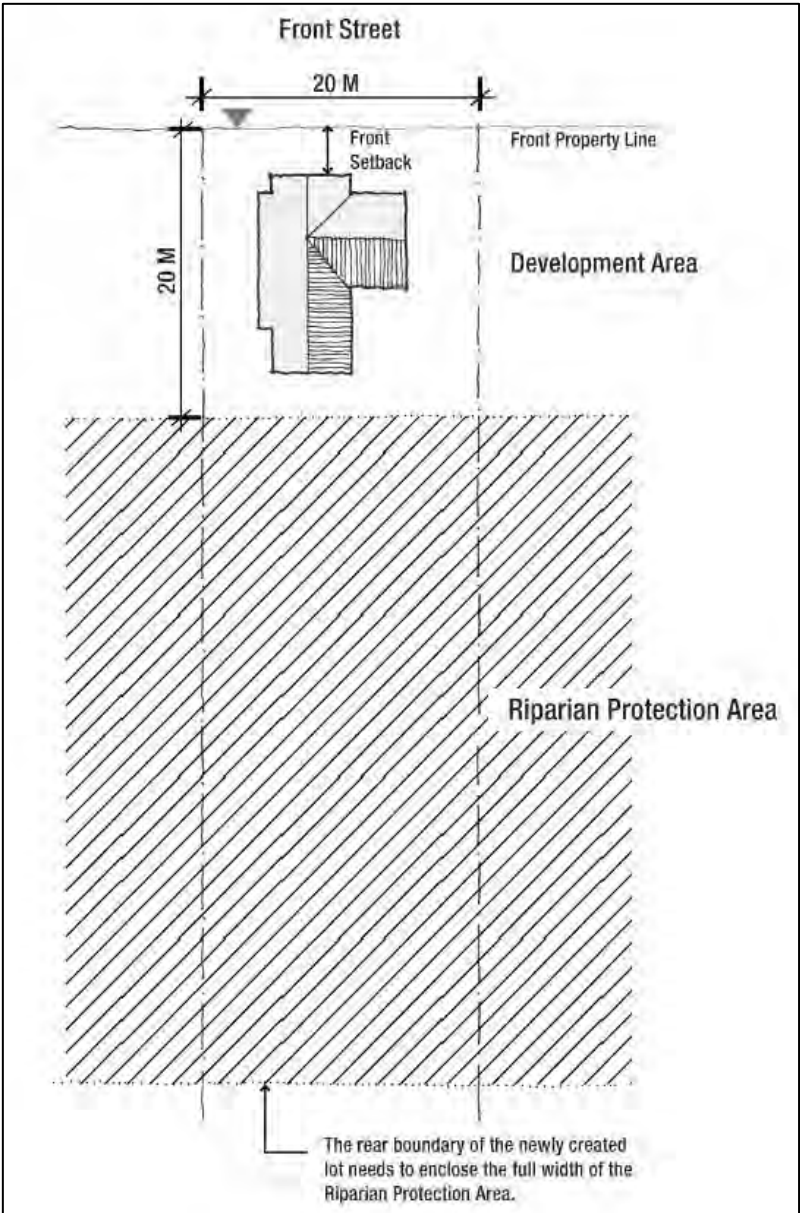 Front Street
20 M
Front
Setback
Front Property Line
20 M
Development Area
Riparian Protection Area
The rear boundary of the newly created
lot needs to enclose the full width of the
Riparian Protection Area.